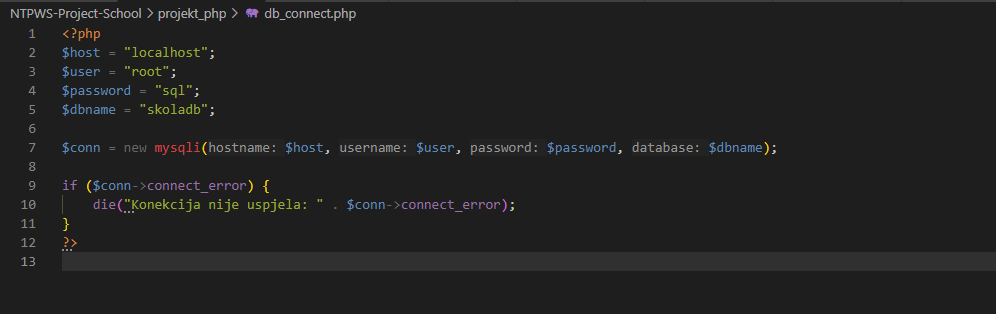 NTPWS-Project-School > projekt_php > db_connect.php
1 <?php
2 $host = "localhost";
3 $user = "root";
4 $password = "sql";
5 $dbname = "skoladb";
6
7 $conn = new mysqli(hostname: $host, username: $user, password: $password, database: $dbname);
8
9 if ($conn->connect_error) {
10 die("Konekcija nije uspjela: " . $conn->connect_error);
11 }
12 ?>
13